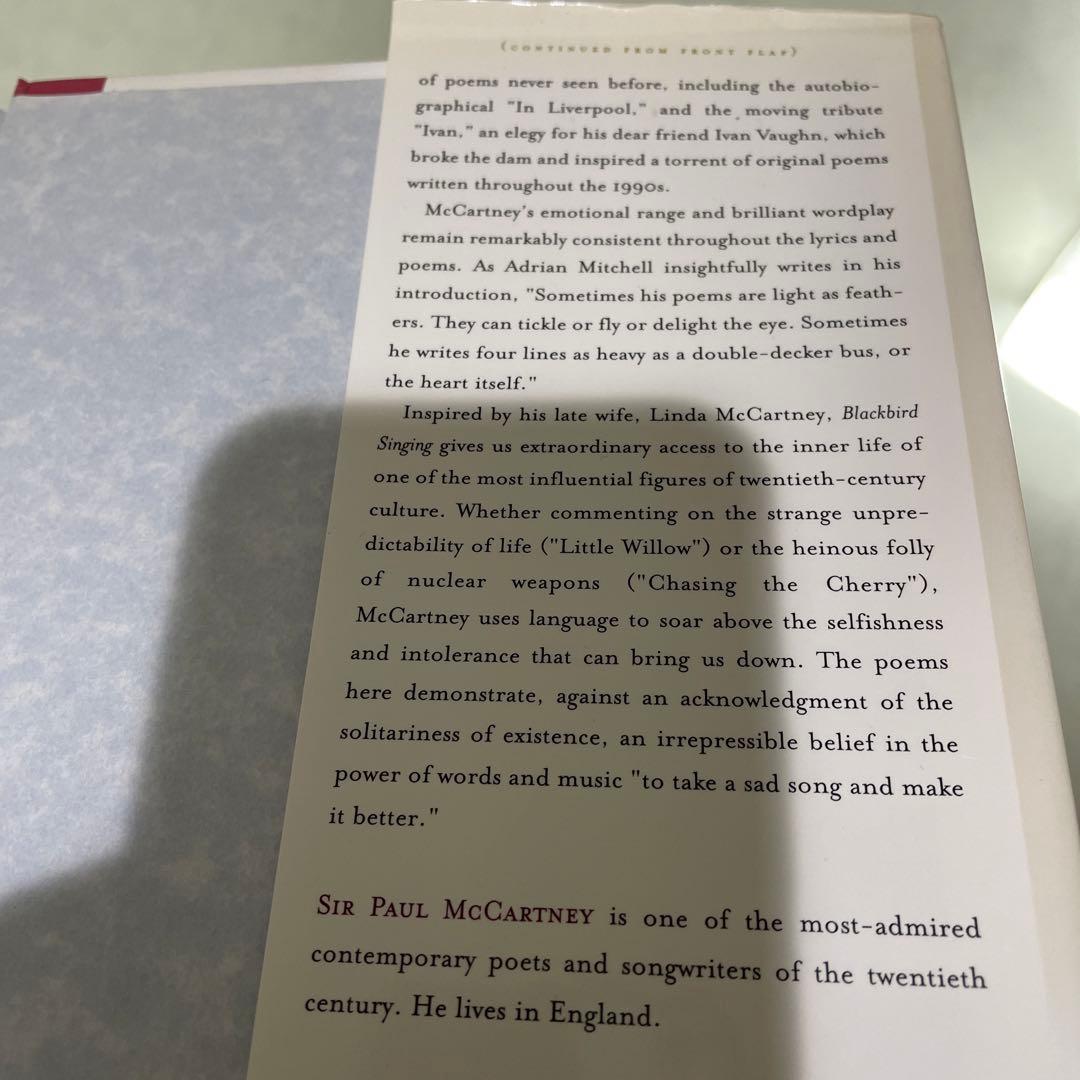 (CONTINUED FROM FRONT FLAP)
of poems never seen before, including the autobio-
graphical "In Liverpool," and the moving tribute
"Ivan," an elegy for his dear friend Ivan Vaughn, which
broke the dam and inspired a torrent of original poems
written throughout the 1990s.
McCartney's emotional range and brilliant wordplay
remain remarkably consistent throughout the lyrics and
poems. As Adrian Mitchell insightfully writes in his
introduction, "Sometimes his poems are light as feath-
ers. They can tickle or fly or delight the eye. Sometimes
he writes four lines as heavy as a double-decker bus, or
the heart itself."
Inspired by his late wife, Linda McCartney, Blackbird
Singing gives us extraordinary access to the inner life of
one of the most influential figures of twentieth-century
culture. Whether commenting on the strange unpre-
dictability of life ("Little Willow") or the heinous folly
of nuclear weapons ("Chasing the Cherry"),
McCartney uses language to soar above the selfishness
and intolerance that can bring us down. The poems
here demonstrate, against an acknowledgment of the
solitariness of existence, an irrepressible belief in the
power of words and music "to take a sad song and make
it better."
SIR PAUL MCCARTNEY is one of the most-admired
contemporary poets and songwriters of the twentieth
century. He lives in England.